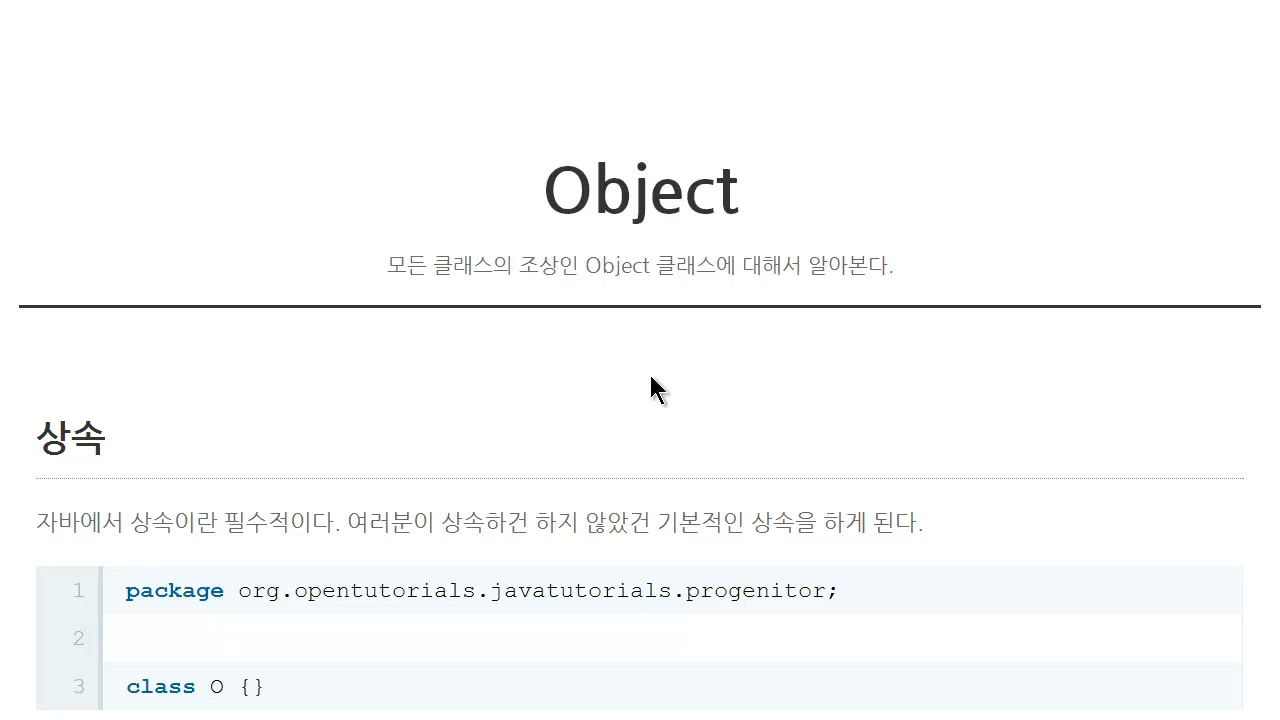 Object
모든 클래스의 조상인 Object 클래스에 대해서 알아본다.
상속
자바에서 상속이란 필수적이다. 여러분이 상속하건 하지 않았건 기본적인 상속을 하게 된다.
1 package org.opentutorials.javatutorials.progenitor;
2
3 class O {}